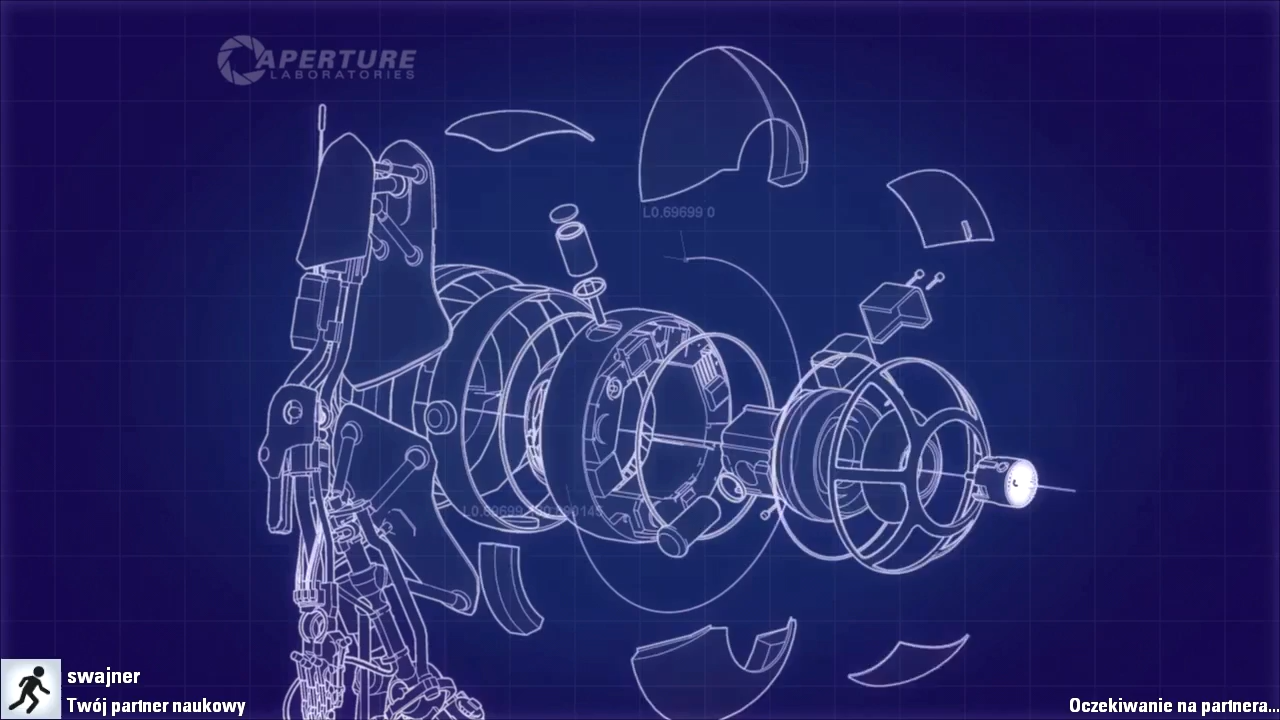 APERTURE
LABORATORIES
L0.69699 0
swajner
Twój partner naukowy
Oczekiwanie na partnera...